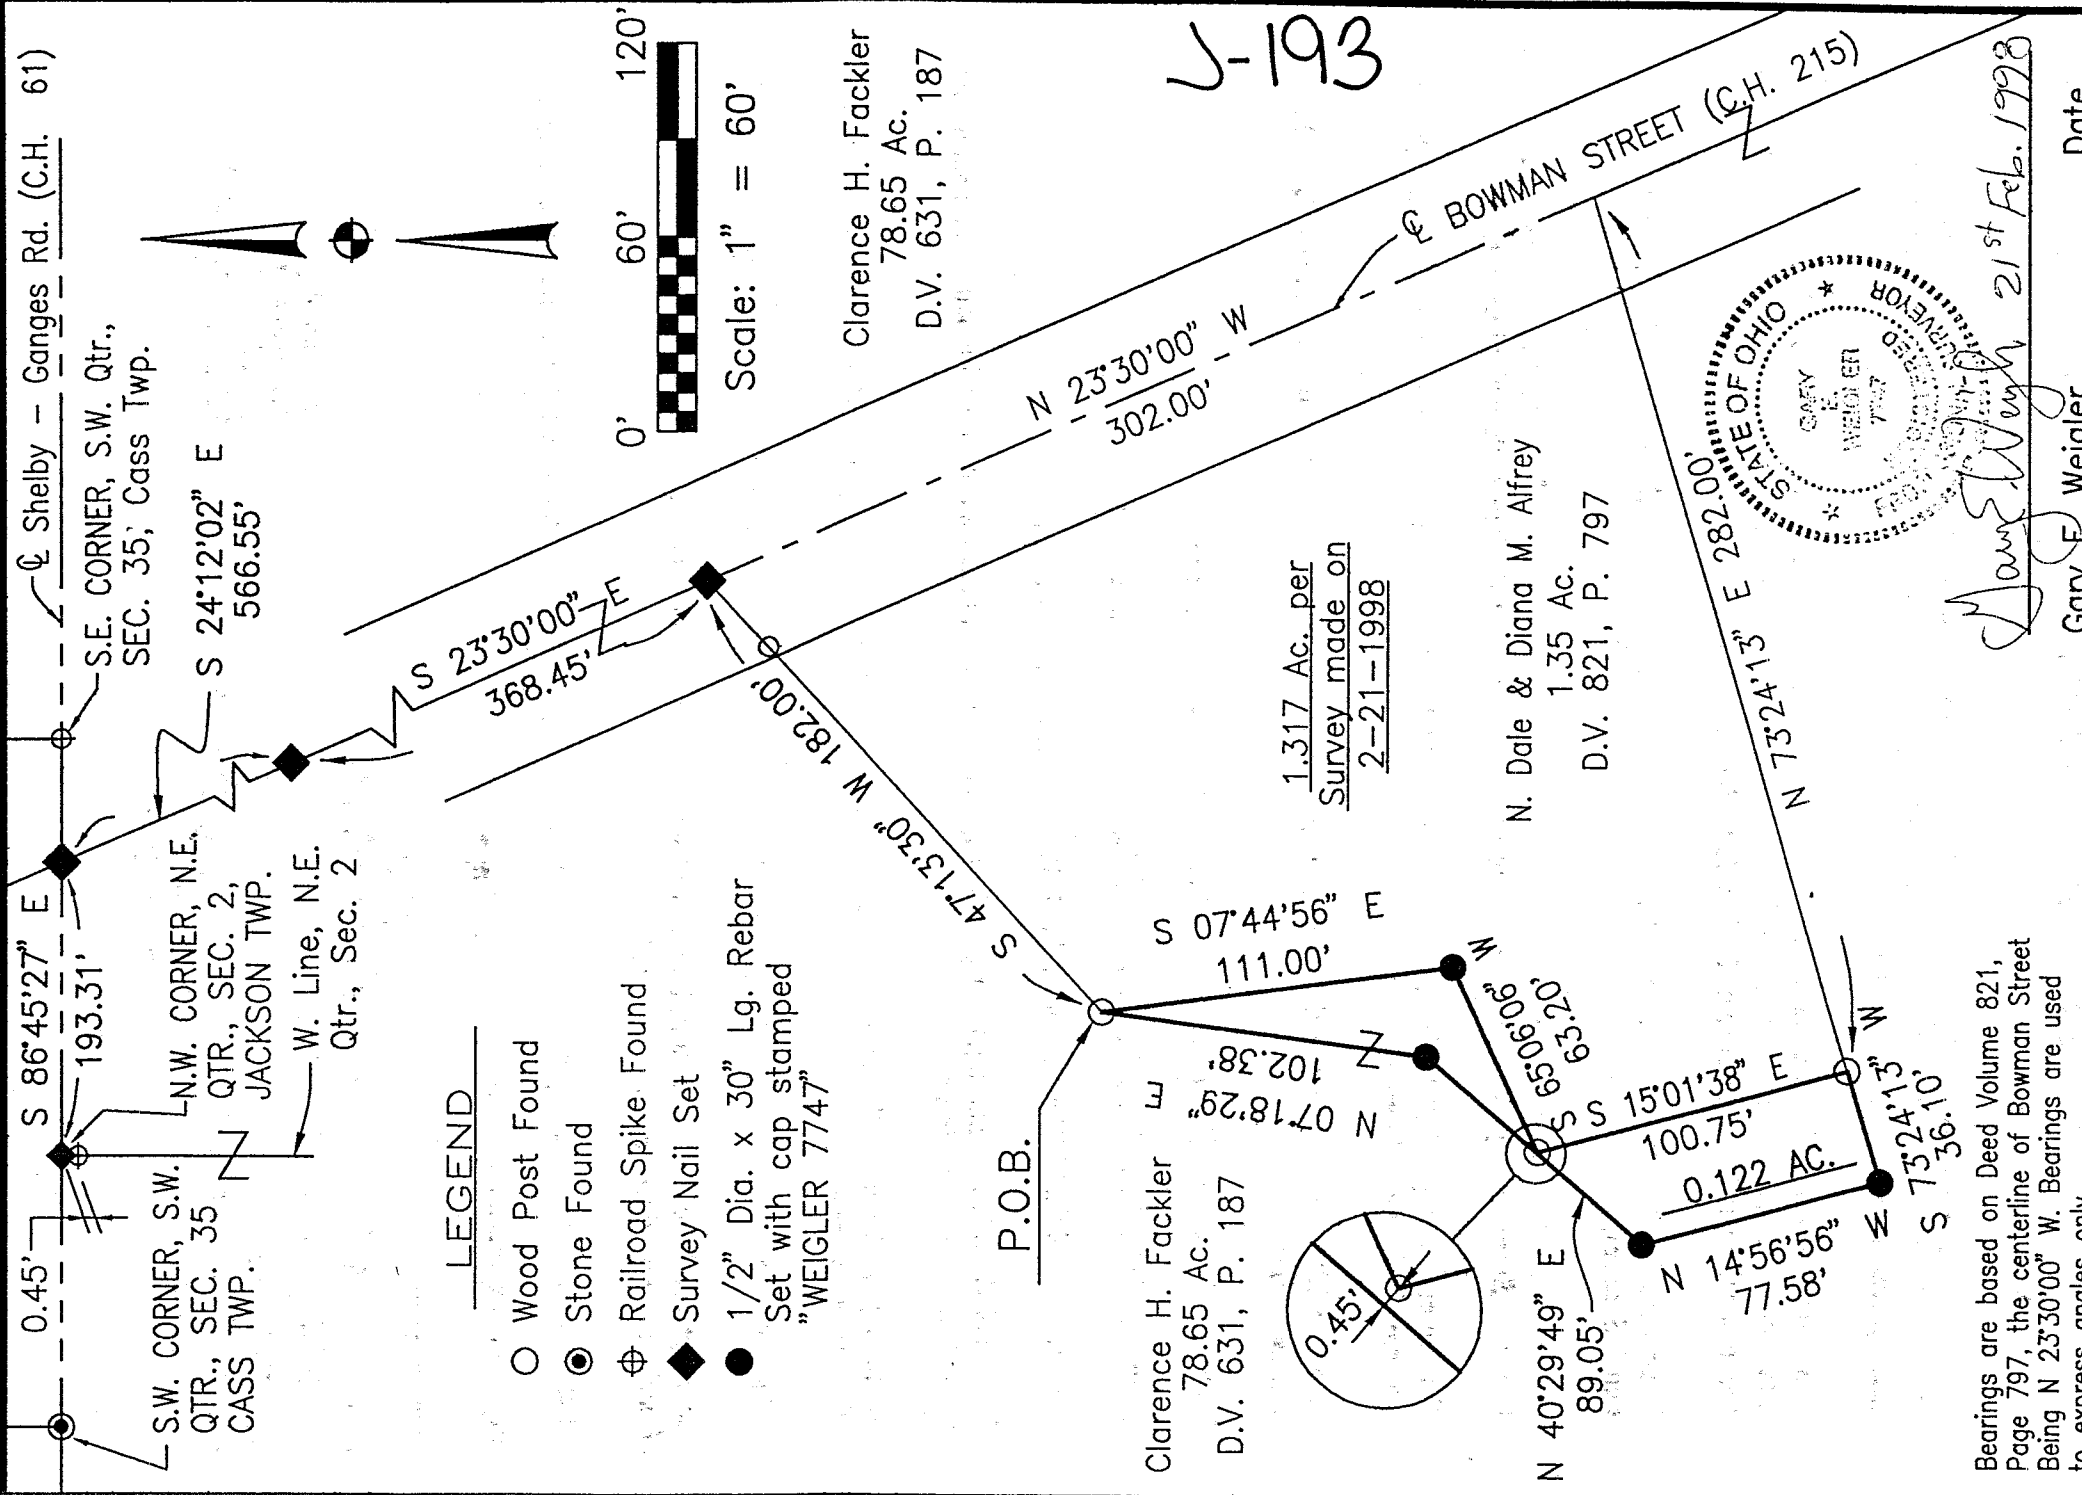 J-193
℄ Shelby - Ganges Rd. (C.H. 61)
S.E. CORNER, S.W. Qtr.,
SEC. 35, Cass Twp.
S 24°12'02" E
566.55'
S 86°45'27" E
193.31'
0.45'
N.W. CORNER, N.E.
QTR., SEC. 2,
JACKSON TWP.
W. Line, N.E.
Qtr., Sec. 2
S.W. CORNER, S.W.
QTR., SEC. 35
CASS TWP.
0' 60' 120'
Scale: 1" = 60'
Clarence H. Fackler
78.65 Ac.
D.V. 631, P. 187
S 23°30'00" E
368.45'
N 23°30'00" W
302.00'
℄ BOWMAN STREET (C.H. 215)
S 47°13'30" W 182.00'
LEGEND
Wood Post Found
Stone Found
Railroad Spike Found
Survey Nail Set
1/2" Dia. x 30" Lg. Rebar
Set with cap stamped
"WEIGLER 7747"
P.O.B.
1.317 Ac. per
Survey made on
2-21-1998
N. Dale & Diana M. Alfrey
1.35 Ac.
D.V. 821, P. 797
S 07°44'56" E
111.00'
N 07°18'29" E
102.38'
S 65°06'06" W
63.20'
S 15°01'38" E
100.75'
0.122 AC.
N 73°24'13" E 282.00'
S 73°24'13" W
36.10'
N 14°56'56" W
77.58'
N 40°29'49" E
89.05'
0.45'
Clarence H. Fackler
78.65 Ac.
D.V. 631, P. 187
STATE OF OHIO
GARY
E.
WEIGLER
7747
SURVEYOR
21st Feb. 1998
Gary E Weigler Date
Bearings are based on Deed Volume 821,
Page 797, the centerline of Bowman Street
Being N 23°30'00" W. Bearings are used
to express angles only